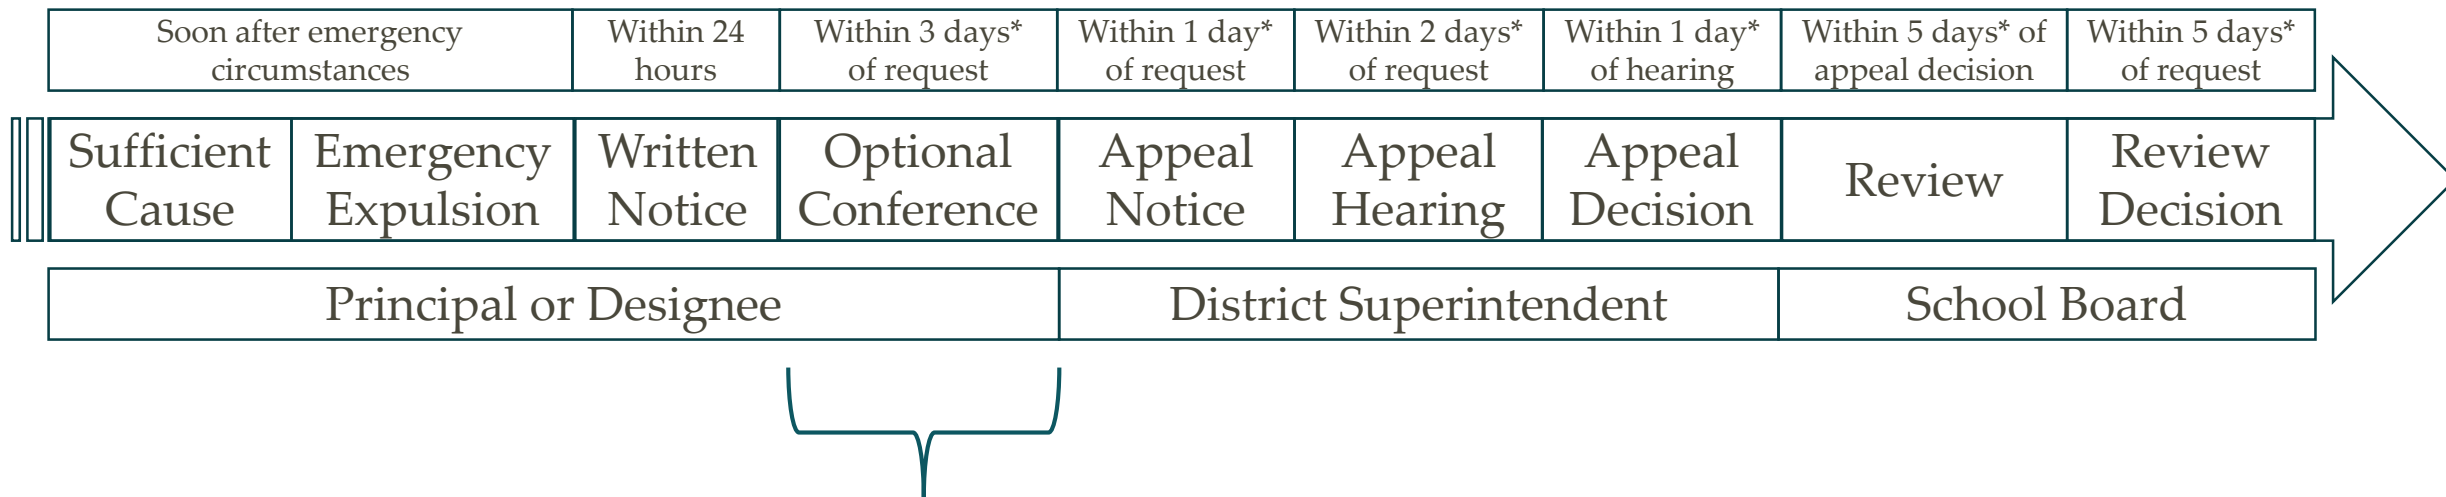 Soon after emergency
circumstances
Within 24
hours
Within 3 days*
of request
Within 1 day*
of request
Within 2 days*
of request
Within 1 day*
of hearing
Within 5 days* of
appeal decision
Within 5 days*
of request
Sufficient
Cause
Emergency
Expulsion
Written
Notice
Optional
Conference
Appeal
Notice
Appeal
Hearing
Appeal
Decision
Review
Review
Decision
Principal or Designee
District Superintendent
School Board